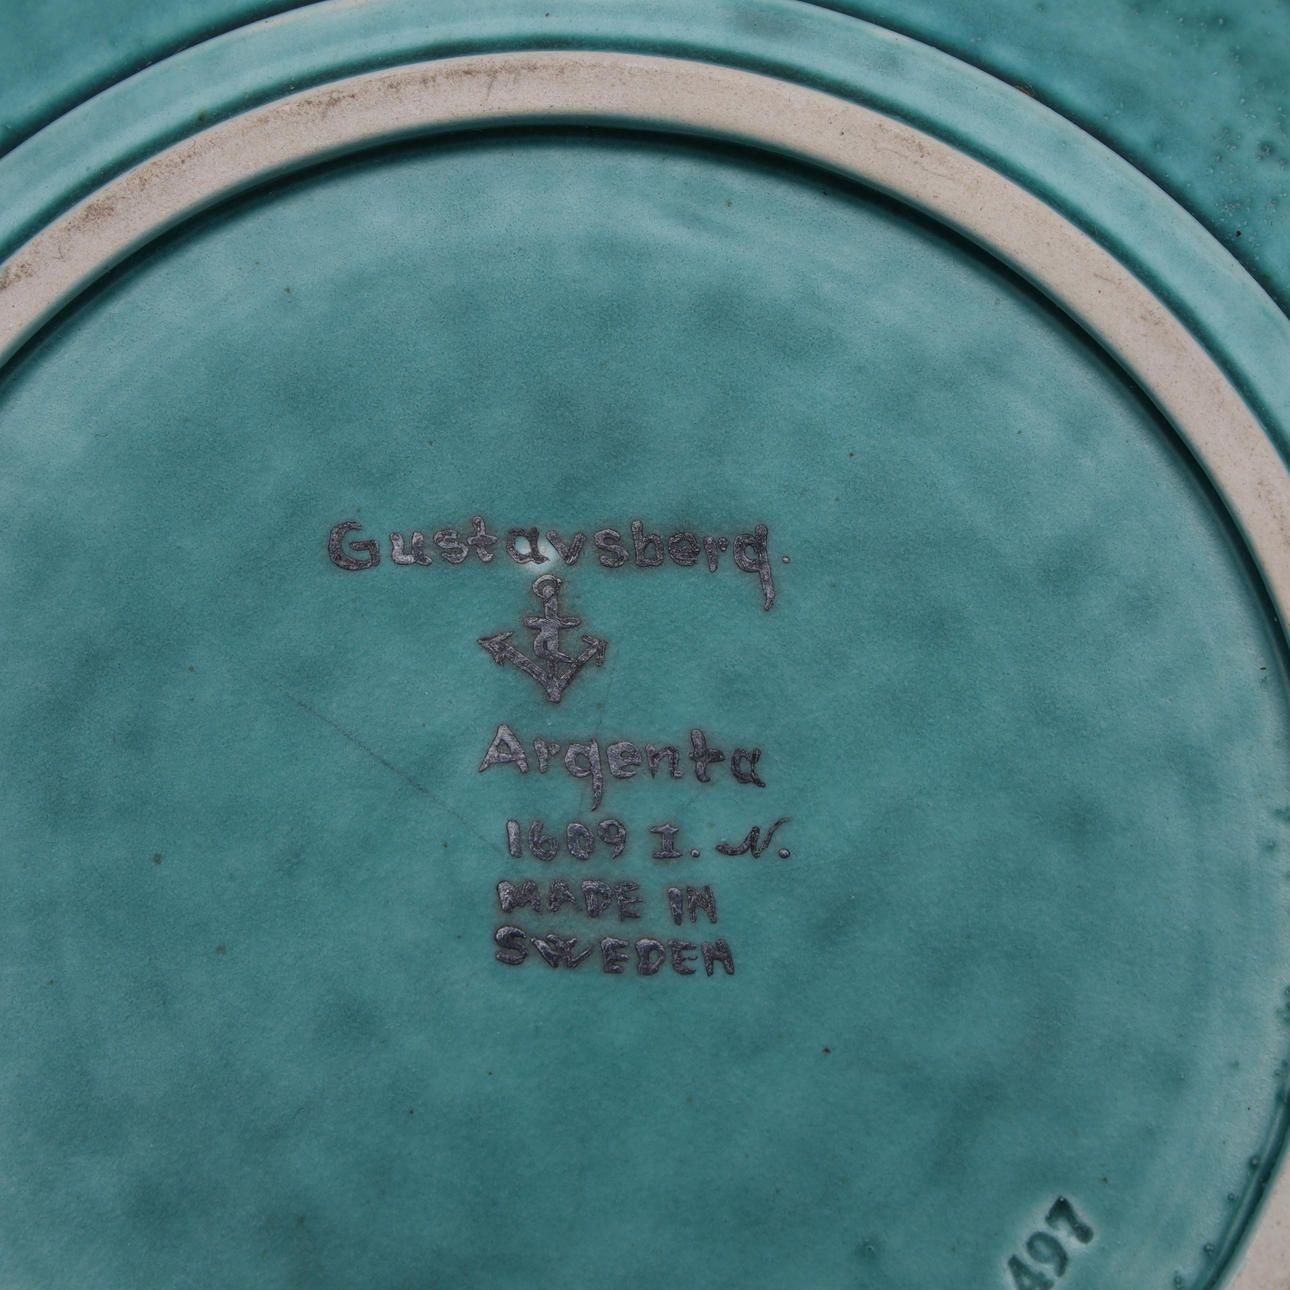 Gustavsberg.
Argenta
1609 I. N.
MADE IN
SWEDEN
497